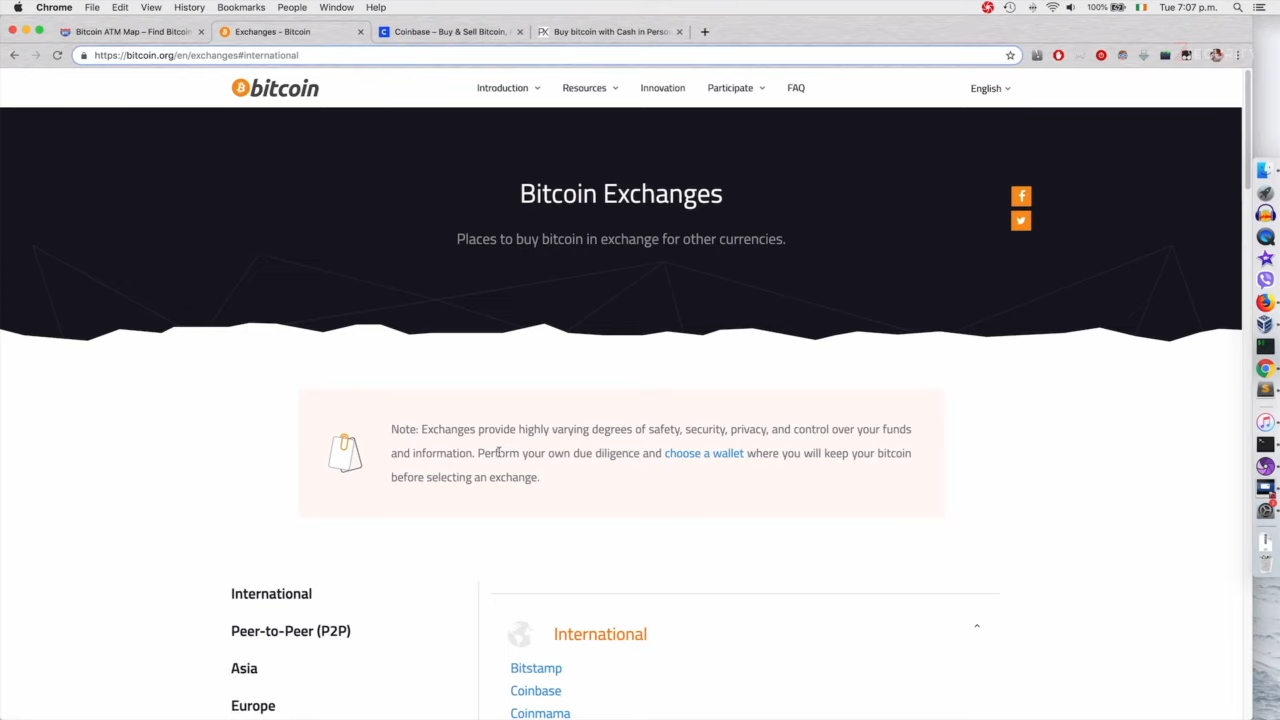 Chrome File Edit View History Bookmarks People Window Help 100% Tue 7:07 p.m.
Bitcoin ATM Map – Find Bitcoin
Exchanges – Bitcoin
Coinbase – Buy & Sell Bitcoin,
Buy bitcoin with Cash in Perso
https://bitcoin.org/en/exchanges#international
bitcoin Introduction Resources Innovation Participate FAQ English
Bitcoin Exchanges
Places to buy bitcoin in exchange for other currencies.
Note: Exchanges provide highly varying degrees of safety, security, privacy, and control over your funds
and information. Perform your own due diligence and choose a wallet where you will keep your bitcoin
before selecting an exchange.
International
Peer-to-Peer (P2P)
Asia
Europe
International
Bitstamp
Coinbase
Coinmama